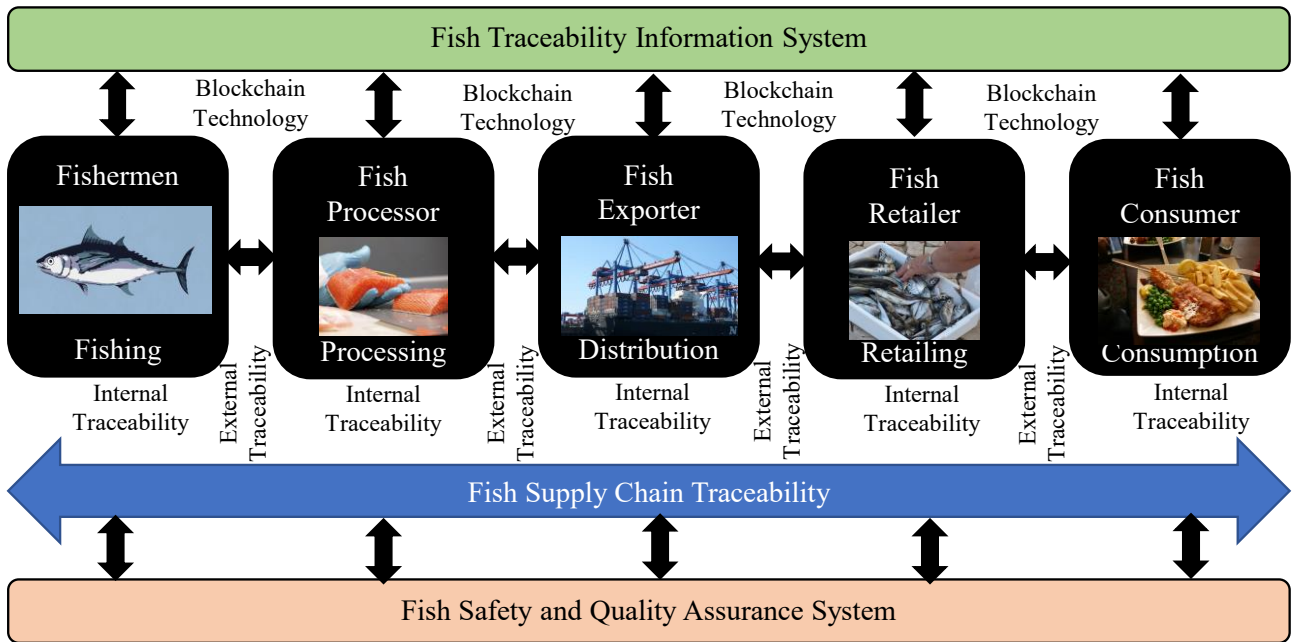 Fish Traceability Information System
Blockchain
Technology
Blockchain
Technology
Blockchain
Technology
Blockchain
Technology
Fishermen
Fishing
Fish
Processor
Processing
Fish
Exporter
Distribution
Fish
Retailer
Retailing
Fish
Consumer
Consumption
Internal
Traceability
External
Traceability
Internal
Traceability
External
Traceability
Internal
Traceability
External
Traceability
Internal
Traceability
External
Traceability
Internal
Traceability
Fish Supply Chain Traceability
Fish Safety and Quality Assurance System